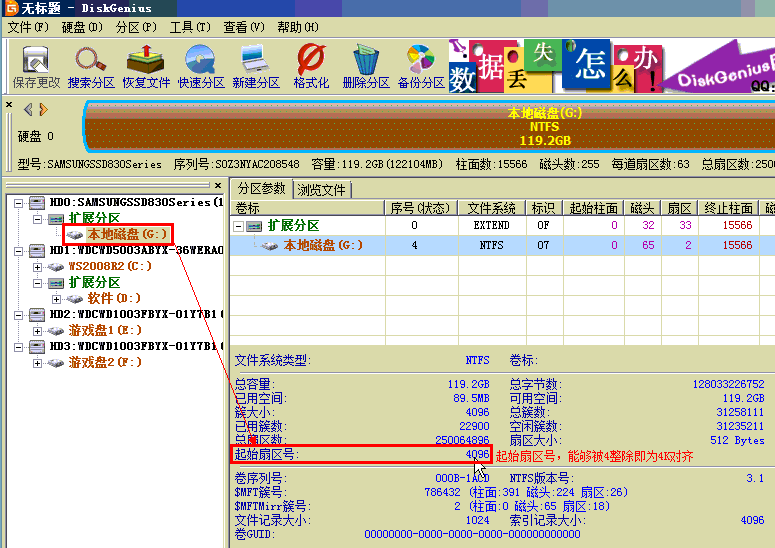 无标题 - DiskGenius
文件(F) 硬盘(D) 分区(P) 工具(T) 查看(V) 帮助(H)
保存更改 搜索分区 恢复文件 快速分区 新建分区 格式化 删除分区 备份分区
数据丢失怎么办! DiskGenius
QQ:
硬盘 0
本地磁盘(G:)
NTFS
119.2GB
型号:SAMSUNGSSD830Series 序列号:S0Z3NYAC208548 容量:119.2GB(122104MB) 柱面数:15566 磁头数:255 每道扇区数:63 总扇区数:250
HD0:SAMSUNGSSD830Series(1
扩展分区
本地磁盘(G:)
HD1:WDCWD5003ABYX-36WERA0
WS2008R2(C:)
扩展分区
软件(D:)
HD2:WDCWD1003FBYX-01Y7B1(
游戏盘1(E:)
HD3:WDCWD1003FBYX-01Y7B1(
游戏盘2(F:)
分区参数 浏览文件
卷标 序号(状态) 文件系统 标识 起始柱面 磁头 扇区 终止柱面 磁
扩展分区 0 EXTEND 0F 0 32 33 15566
本地磁盘(G:) 4 NTFS 07 0 65 2 15566
文件系统类型: NTFS 卷标:
总容量: 119.2GB 总字节数: 128033226752
已用空间: 89.5MB 可用空间: 119.2GB
簇大小: 4096 总簇数: 31258111
已用簇数: 22900 空闲簇数: 31235211
总扇区数: 250064896 扇区大小: 512 Bytes
起始扇区号: 4096 起始扇区号，能够被4整除即为4K对齐
卷序列号: 000B-1ACD NTFS版本号: 3.1
$MFT簇号: 786432 (柱面:391 磁头:224 扇区:26)
$MFTMirr簇号: 2 (柱面:0 磁头:65 扇区:18)
文件记录大小: 1024 索引记录大小: 4096
卷GUID: 00000000-0000-0000-0000-000000000000